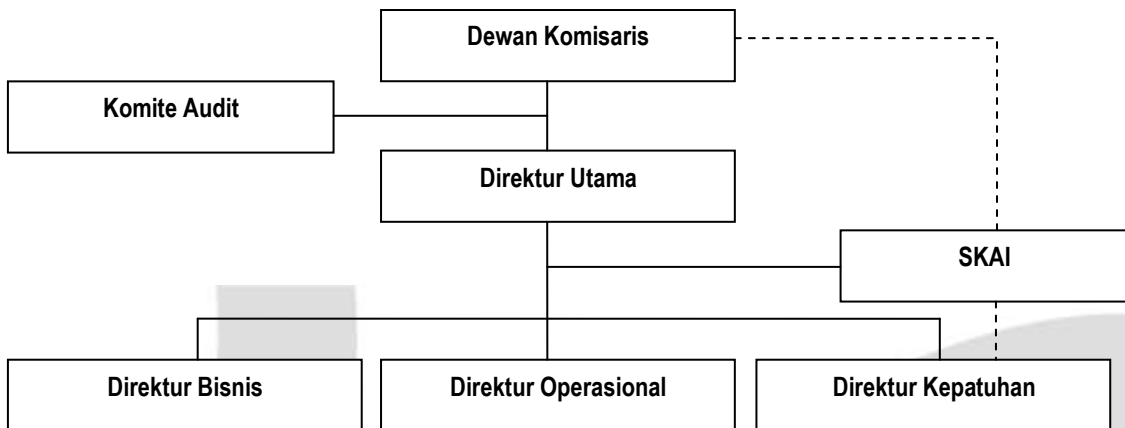 Dewan Komisaris
Komite Audit
Direktur Utama
SKAI
Direktur Bisnis
Direktur Operasional
Direktur Kepatuhan